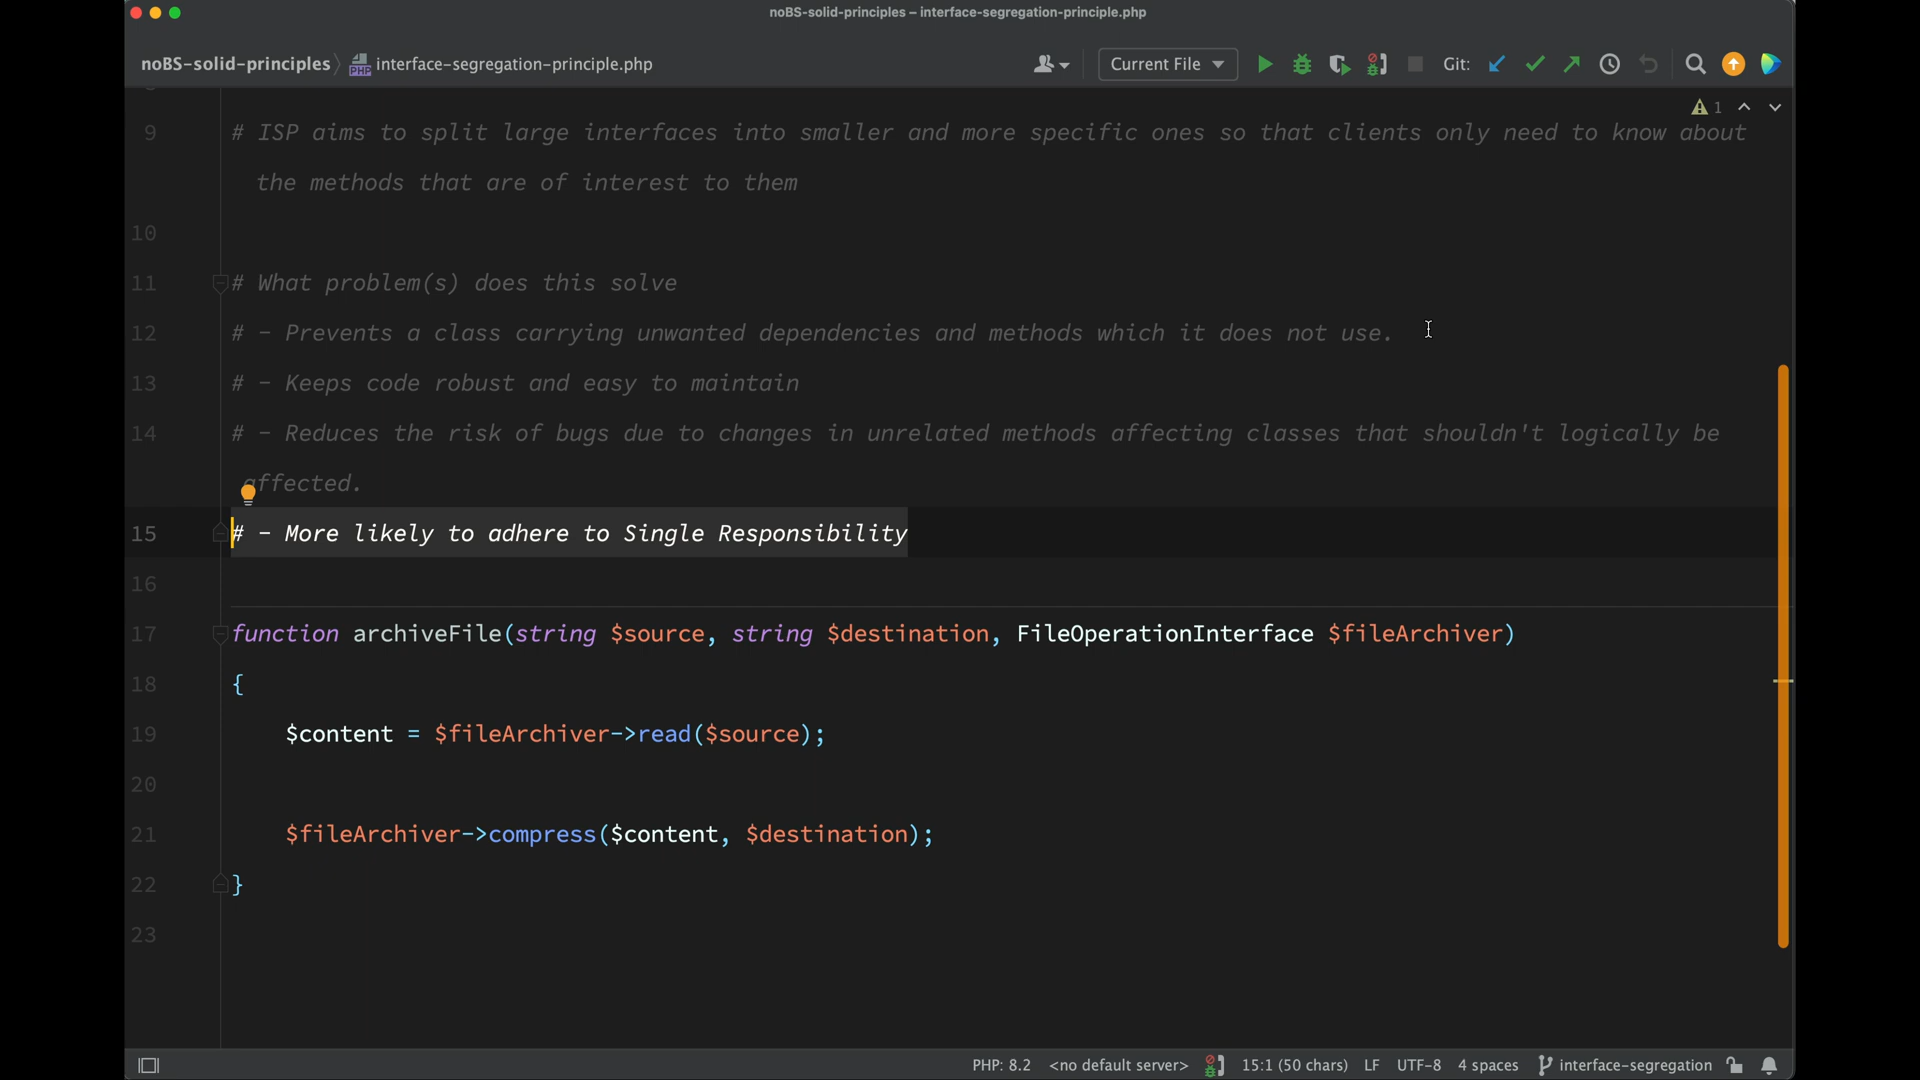 noBS-solid-principles – interface-segregation-principle.php
noBS-solid-principles interface-segregation-principle.php Current File Git:
1
9 # ISP aims to split large interfaces into smaller and more specific ones so that clients only need to know about
the methods that are of interest to them
10
11 # What problem(s) does this solve
12 # - Prevents a class carrying unwanted dependencies and methods which it does not use.
13 # - Keeps code robust and easy to maintain
14 # - Reduces the risk of bugs due to changes in unrelated methods affecting classes that shouldn't logically be
affected.
15 # - More likely to adhere to Single Responsibility
16
17 function archiveFile(string $source, string $destination, FileOperationInterface $fileArchiver)
18 {
19 $content = $fileArchiver->read($source);
20
21 $fileArchiver->compress($content, $destination);
22 }
23
PHP: 8.2 <no default server> 15:1 (50 chars) LF UTF-8 4 spaces interface-segregation